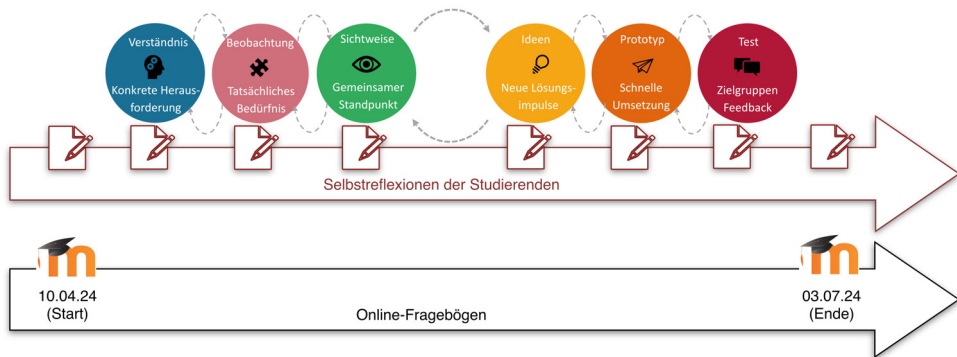 Verständnis
Konkrete Heraus-
forderung
Beobachtung
Tatsächliches
Bedürfnis
Sichtweise
Gemeinsamer
Standpunkt
Ideen
Neue Lösungs-
impulse
Prototyp
Schnelle
Umsetzung
Test
Zielgruppen
Feedback
Selbstreflexionen der Studierenden
m
10.04.24
(Start)
Online-Fragebögen
m
03.07.24
(Ende)